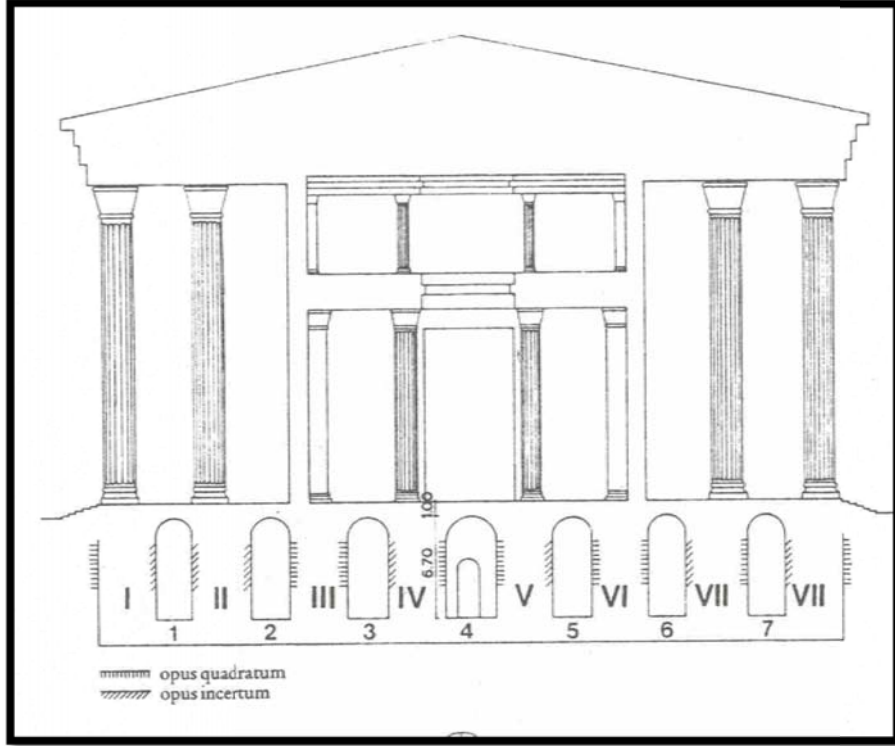 1.00
6.70
I II III IV V VI VII VII
1 2 3 4 5 6 7
opus quadratum
opus incertum